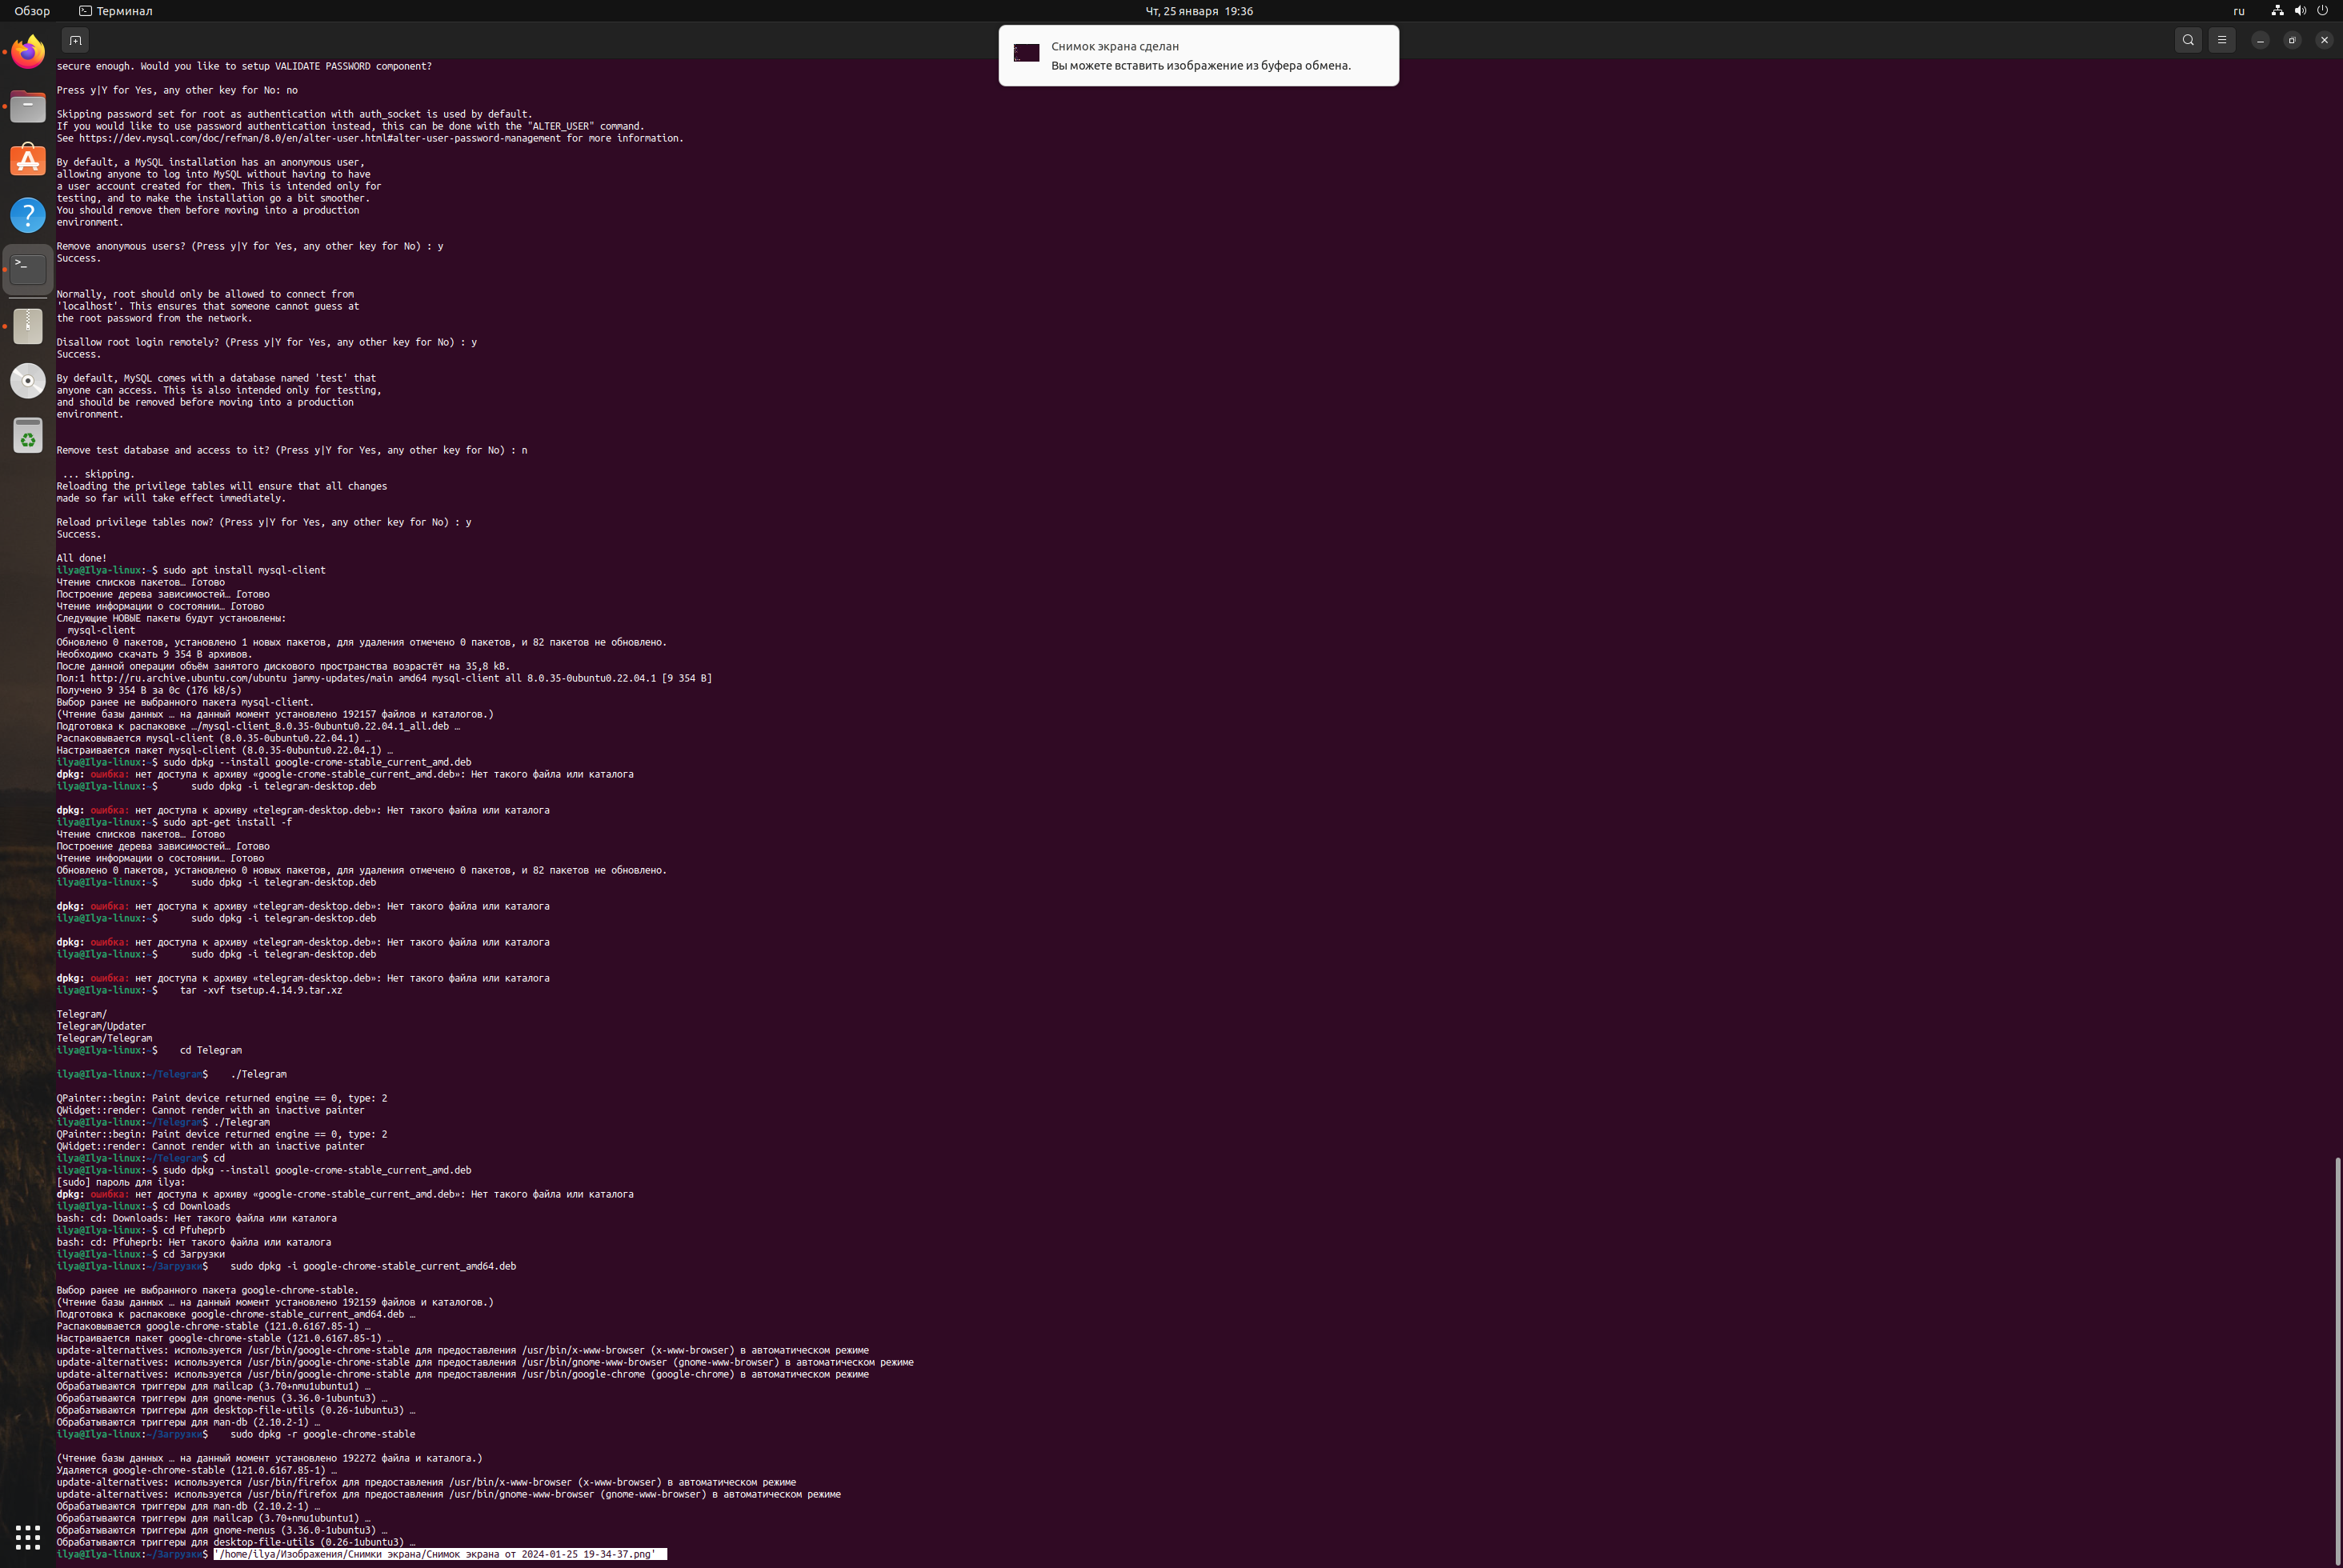 Обзор
Терминал
Чт, 25 января 19:36
ru
Снимок экрана сделан
Вы можете вставить изображение из буфера обмена.
secure enough. Would you like to setup VALIDATE PASSWORD component?
Press y|Y for Yes, any other key for No: no
Skipping password set for root as authentication with auth_socket is used by default.
If you would like to use password authentication instead, this can be done with the "ALTER_USER" command.
See https://dev.mysql.com/doc/refman/8.0/en/alter-user.html#alter-user-password-management for more information.
By default, a MySQL installation has an anonymous user,
allowing anyone to log into MySQL without having to have
a user account created for them. This is intended only for
testing, and to make the installation go a bit smoother.
You should remove them before moving into a production
environment.
Remove anonymous users? (Press y|Y for Yes, any other key for No) : y
Success.
Normally, root should only be allowed to connect from
'localhost'. This ensures that someone cannot guess at
the root password from the network.
Disallow root login remotely? (Press y|Y for Yes, any other key for No) : y
Success.
By default, MySQL comes with a database named 'test' that
anyone can access. This is also intended only for testing,
and should be removed before moving into a production
environment.
Remove test database and access to it? (Press y|Y for Yes, any other key for No) : n
... skipping.
Reloading the privilege tables will ensure that all changes
made so far will take effect immediately.
Reload privilege tables now? (Press y|Y for Yes, any other key for No) : y
Success.
All done!
ilya@Ilya-linux:~$ sudo apt install mysql-client
Чтение списков пакетов… Готово
Построение дерева зависимостей… Готово
Чтение информации о состоянии… Готово
Следующие НОВЫЕ пакеты будут установлены:
mysql-client
Обновлено 0 пакетов, установлено 1 новых пакетов, для удаления отмечено 0 пакетов, и 82 пакетов не обновлено.
Необходимо скачать 9 354 B архивов.
После данной операции объём занятого дискового пространства возрастёт на 35,8 kB.
Пол:1 http://ru.archive.ubuntu.com/ubuntu jammy-updates/main amd64 mysql-client all 8.0.35-0ubuntu0.22.04.1 [9 354 B]
Получено 9 354 B за 0с (176 kB/s)
Выбор ранее не выбранного пакета mysql-client.
(Чтение базы данных … на данный момент установлено 192157 файлов и каталогов.)
Подготовка к распаковке …/mysql-client_8.0.35-0ubuntu0.22.04.1_all.deb …
Распаковывается mysql-client (8.0.35-0ubuntu0.22.04.1) …
Настраивается пакет mysql-client (8.0.35-0ubuntu0.22.04.1) …
ilya@Ilya-linux:~$ sudo dpkg --install google-crome-stable_current_amd.deb
dpkg: ошибка: нет доступа к архиву «google-crome-stable_current_amd.deb»: Нет такого файла или каталога
ilya@Ilya-linux:~$ sudo dpkg -i telegram-desktop.deb
dpkg: ошибка: нет доступа к архиву «telegram-desktop.deb»: Нет такого файла или каталога
ilya@Ilya-linux:~$ sudo apt-get install -f
Чтение списков пакетов… Готово
Построение дерева зависимостей… Готово
Чтение информации о состоянии… Готово
Обновлено 0 пакетов, установлено 0 новых пакетов, для удаления отмечено 0 пакетов, и 82 пакетов не обновлено.
ilya@Ilya-linux:~$ sudo dpkg -i telegram-desktop.deb
dpkg: ошибка: нет доступа к архиву «telegram-desktop.deb»: Нет такого файла или каталога
ilya@Ilya-linux:~$ sudo dpkg -i telegram-desktop.deb
dpkg: ошибка: нет доступа к архиву «telegram-desktop.deb»: Нет такого файла или каталога
ilya@Ilya-linux:~$ sudo dpkg -i telegram-desktop.deb
dpkg: ошибка: нет доступа к архиву «telegram-desktop.deb»: Нет такого файла или каталога
ilya@Ilya-linux:~$ tar -xvf tsetup.4.14.9.tar.xz
Telegram/
Telegram/Updater
Telegram/Telegram
ilya@Ilya-linux:~$ cd Telegram
ilya@Ilya-linux:~/Telegram$ ./Telegram
QPainter::begin: Paint device returned engine == 0, type: 2
QWidget::render: Cannot render with an inactive painter
ilya@Ilya-linux:~/Telegram$ ./Telegram
QPainter::begin: Paint device returned engine == 0, type: 2
QWidget::render: Cannot render with an inactive painter
ilya@Ilya-linux:~/Telegram$ cd
ilya@Ilya-linux:~$ sudo dpkg --install google-crome-stable_current_amd.deb
[sudo] пароль для ilya:
dpkg: ошибка: нет доступа к архиву «google-crome-stable_current_amd.deb»: Нет такого файла или каталога
ilya@Ilya-linux:~$ cd Downloads
bash: cd: Downloads: Нет такого файла или каталога
ilya@Ilya-linux:~$ cd Pfuheprb
bash: cd: Pfuheprb: Нет такого файла или каталога
ilya@Ilya-linux:~$ cd Загрузки
ilya@Ilya-linux:~/Загрузки$ sudo dpkg -i google-chrome-stable_current_amd64.deb
Выбор ранее не выбранного пакета google-chrome-stable.
(Чтение базы данных … на данный момент установлено 192159 файлов и каталогов.)
Подготовка к распаковке google-chrome-stable_current_amd64.deb …
Распаковывается google-chrome-stable (121.0.6167.85-1) …
Настраивается пакет google-chrome-stable (121.0.6167.85-1) …
update-alternatives: используется /usr/bin/google-chrome-stable для предоставления /usr/bin/x-www-browser (x-www-browser) в автоматическом режиме
update-alternatives: используется /usr/bin/google-chrome-stable для предоставления /usr/bin/gnome-www-browser (gnome-www-browser) в автоматическом режиме
update-alternatives: используется /usr/bin/google-chrome-stable для предоставления /usr/bin/google-chrome (google-chrome) в автоматическом режиме
Обрабатываются триггеры для mailcap (3.70+nmu1ubuntu1) …
Обрабатываются триггеры для gnome-menus (3.36.0-1ubuntu3) …
Обрабатываются триггеры для desktop-file-utils (0.26-1ubuntu3) …
Обрабатываются триггеры для man-db (2.10.2-1) …
ilya@Ilya-linux:~/Загрузки$ sudo dpkg -r google-chrome-stable
(Чтение базы данных … на данный момент установлено 192272 файла и каталога.)
Удаляется google-chrome-stable (121.0.6167.85-1) …
update-alternatives: используется /usr/bin/firefox для предоставления /usr/bin/x-www-browser (x-www-browser) в автоматическом режиме
update-alternatives: используется /usr/bin/firefox для предоставления /usr/bin/gnome-www-browser (gnome-www-browser) в автоматическом режиме
Обрабатываются триггеры для man-db (2.10.2-1) …
Обрабатываются триггеры для mailcap (3.70+nmu1ubuntu1) …
Обрабатываются триггеры для gnome-menus (3.36.0-1ubuntu3) …
Обрабатываются триггеры для desktop-file-utils (0.26-1ubuntu3) …
ilya@Ilya-linux:~/Загрузки$ '/home/ilya/Изображения/Снимки экрана/Снимок экрана от 2024-01-25 19-34-37.png'